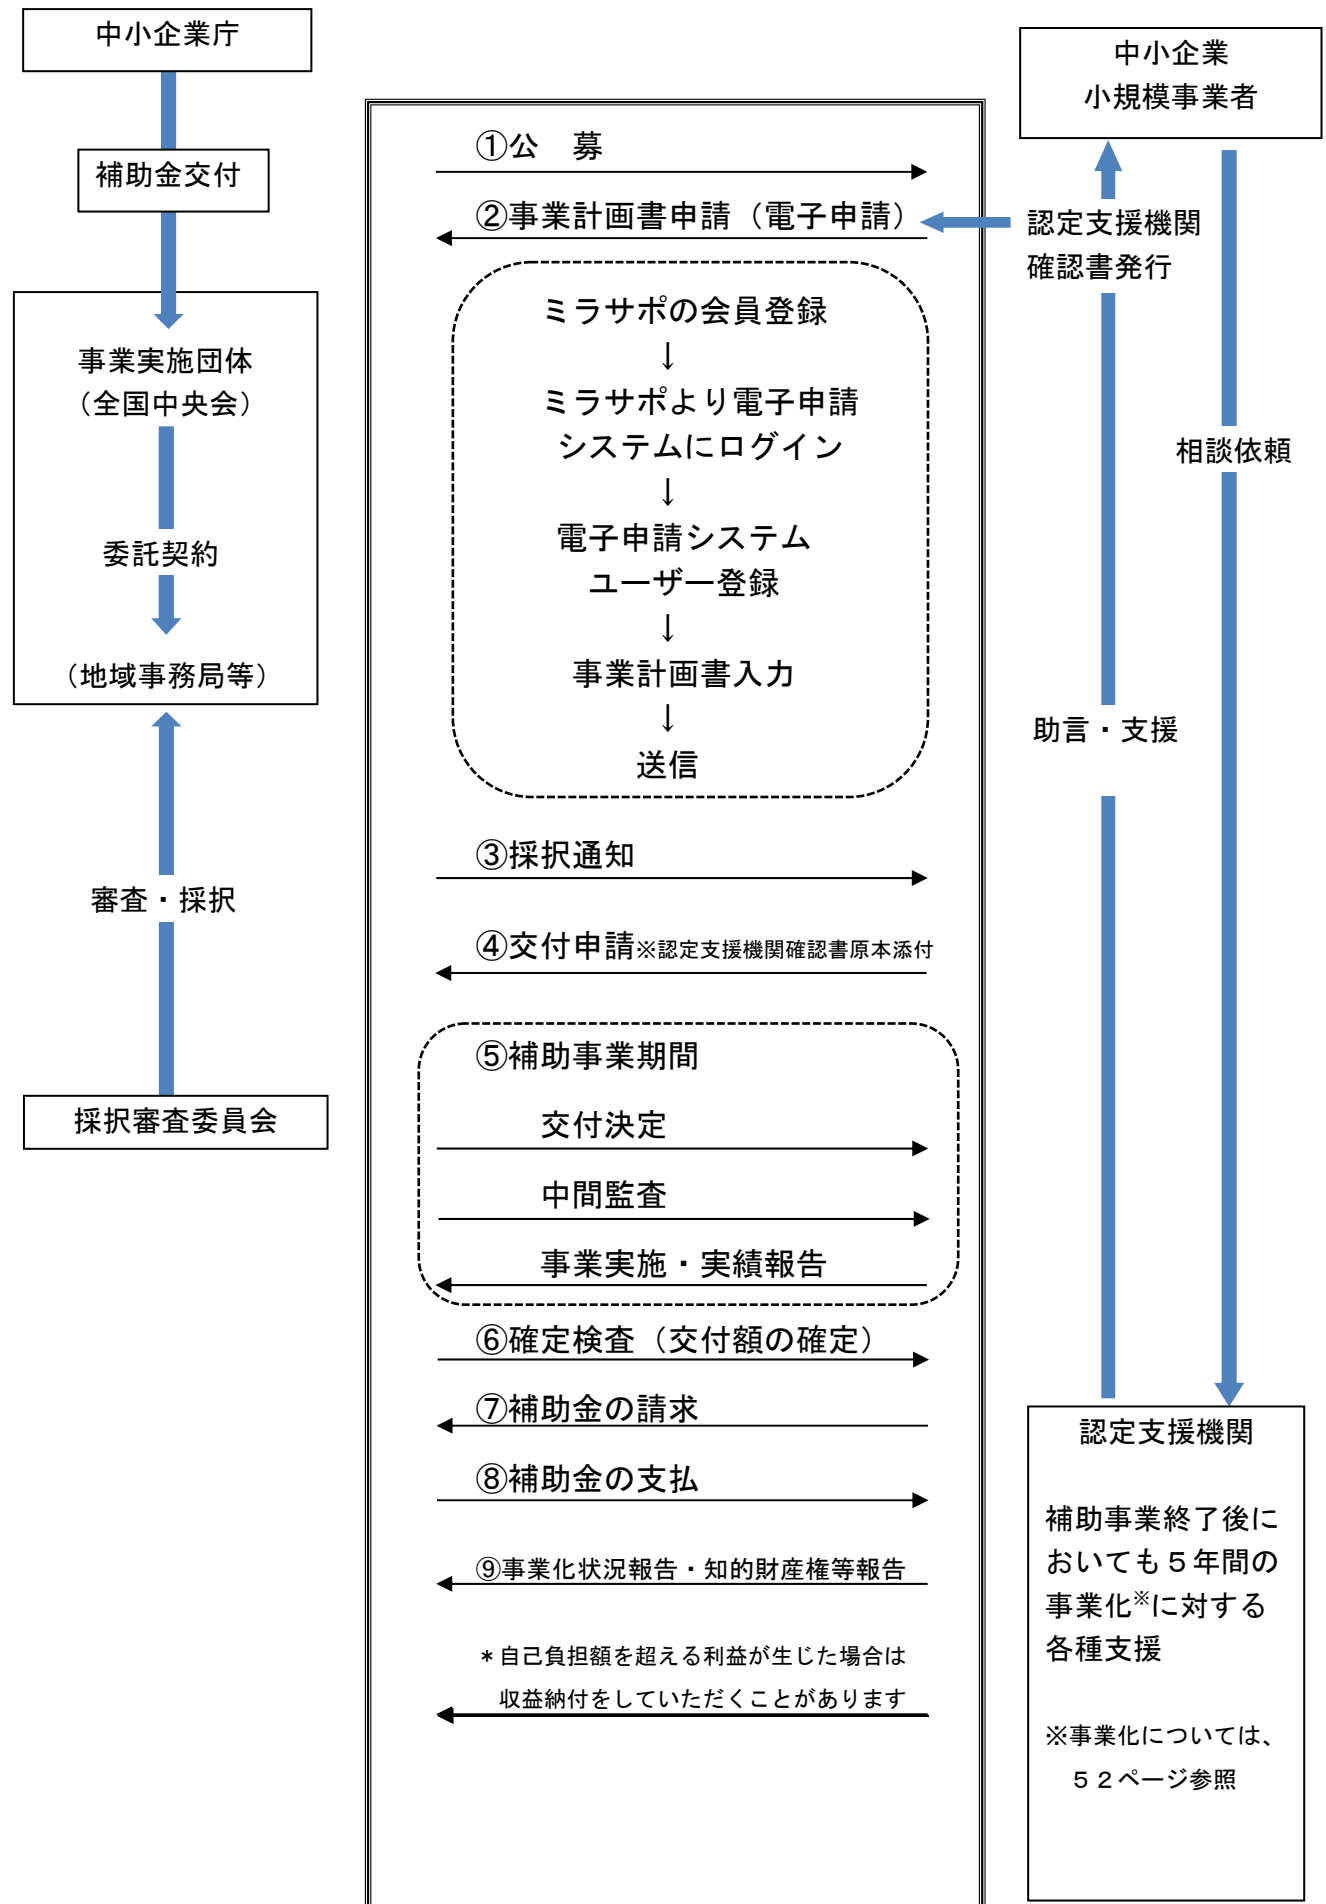 中小企業庁
補助金交付
事業実施団体
（全国中央会）
委託契約
（地域事務局等）
審査・採択
採択審査委員会
①公　募
②事業計画書申請（電子申請）
ミラサポの会員登録
↓
ミラサポより電子申請
システムにログイン
↓
電子申請システム
ユーザー登録
↓
事業計画書入力
↓
送信
③採択通知
④交付申請※認定支援機関確認書原本添付
⑤補助事業期間
交付決定
中間監査
事業実施・実績報告
⑥確定検査（交付額の確定）
⑦補助金の請求
⑧補助金の支払
⑨事業化状況報告・知的財産権等報告
＊自己負担額を超える利益が生じた場合は
収益納付をしていただくことがあります
中小企業
小規模事業者
認定支援機関
確認書発行
相談依頼
助言・支援
認定支援機関
補助事業終了後に
おいても５年間の
事業化※に対する
各種支援
※事業化については、
５２ページ参照